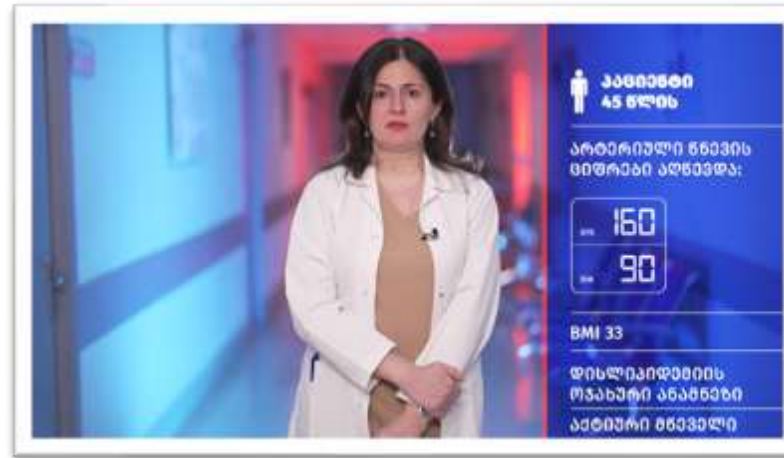 პაციენტი
45 წლის
არტერიული წნევის
ციფრები აღწევდა:
160
90
BMI 33
დისლიპიდემიის
ოჯახური ანამნეზი
აქტიური მწეველი